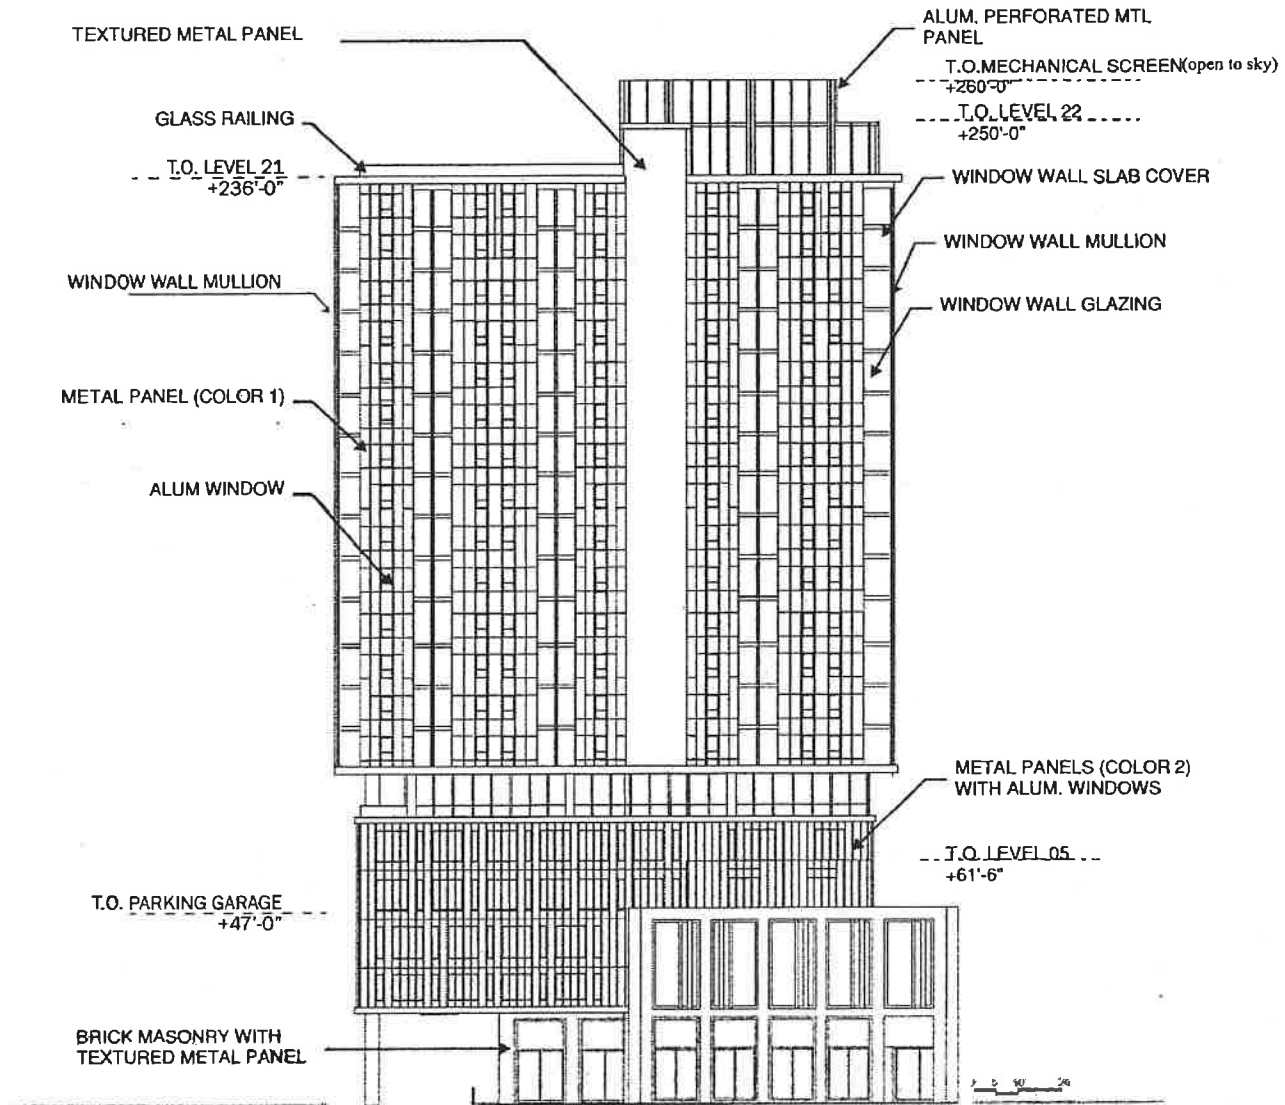 TEXTURED METAL PANEL
ALUM. PERFORATED MTL
PANEL
T.O.MECHANICAL SCREEN(open to sky)
+260'-0"
GLASS RAILING
T.O. LEVEL 22
+250'-0"
T.O. LEVEL 21
+236'-0"
WINDOW WALL SLAB COVER
WINDOW WALL MULLION
WINDOW WALL MULLION
WINDOW WALL GLAZING
METAL PANEL (COLOR 1)
ALUM WINDOW
METAL PANELS (COLOR 2)
WITH ALUM. WINDOWS
T.O. LEVEL 05
+61'-6"
T.O. PARKING GARAGE
+47'-0"
BRICK MASONRY WITH
TEXTURED METAL PANEL